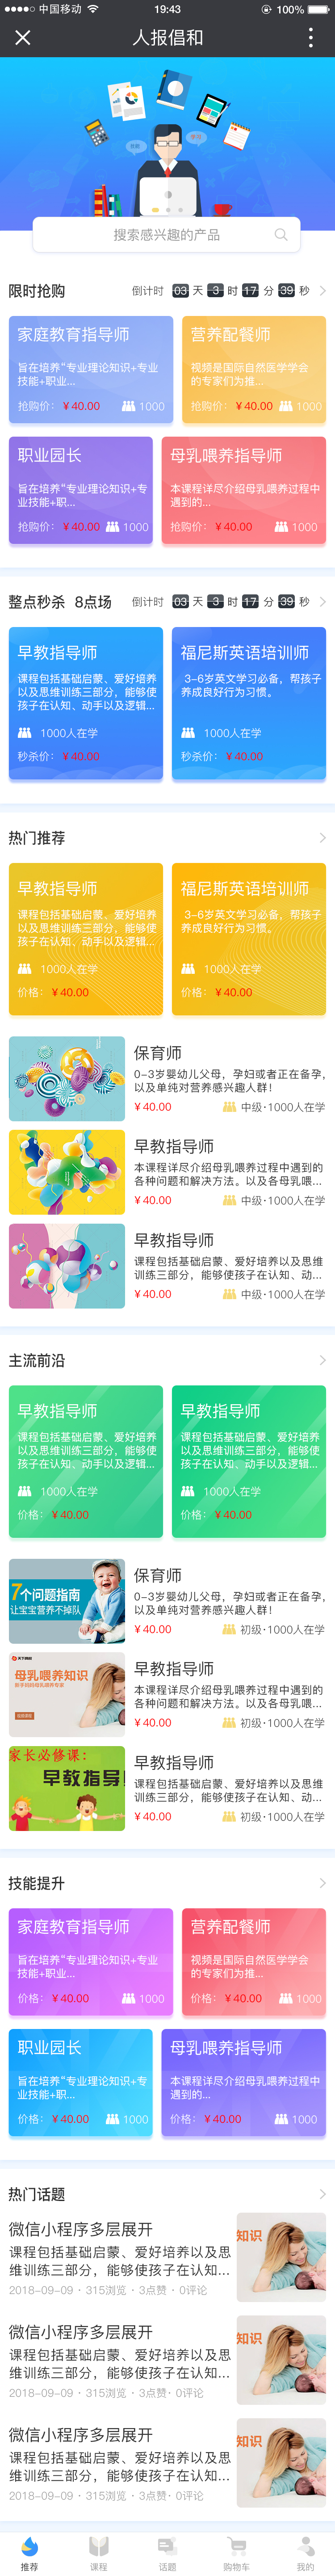 中国移动 19:43 100%
人报倡和
搜索感兴趣的产品
限时抢购 倒计时 03 天 3 时 17 分 39 秒
家庭教育指导师
旨在培养“专业理论知识+专业
技能+职业...
抢购价: ￥40.00 1000
营养配餐师
视频是国际自然医学学会
的专家们为推...
抢购价: ￥40.00 1000
职业园长
旨在培养“专业理论知识+专
业技能+职...
抢购价: ￥40.00 1000
母乳喂养指导师
本课程详尽介绍母乳喂养过程中
遇到的...
抢购价: ￥40.00 1000
整点秒杀 8点场 倒计时 03 天 3 时 17 分 39 秒
早教指导师
课程包括基础启蒙、爱好培养
以及思维训练三部分，能够使
孩子在认知、动手以及逻辑...
1000人在学
秒杀价: ￥40.00
福尼斯英语培训师
3-6岁英文学习必备，帮孩子
养成良好行为习惯。
1000人在学
秒杀价: ￥40.00
热门推荐
早教指导师
课程包括基础启蒙、爱好培养
以及思维训练三部分，能够使
孩子在认知、动手以及逻辑...
1000人在学
价格: ￥40.00
福尼斯英语培训师
3-6岁英文学习必备，帮孩子
养成良好行为习惯。
1000人在学
价格: ￥40.00
保育师
0-3岁婴幼儿父母，孕妇或者正在备孕，
以及单纯对营养感兴趣人群！
￥40.00 中级·1000人在学
早教指导师
本课程详尽介绍母乳喂养过程中遇到的
各种问题和解决方法。以及各母乳喂...
￥40.00 中级·1000人在学
早教指导师
课程包括基础启蒙、爱好培养以及思维
训练三部分，能够使孩子在认知、动...
￥40.00 中级·1000人在学
主流前沿
早教指导师
课程包括基础启蒙、爱好培养
以及思维训练三部分，能够使
孩子在认知、动手以及逻辑...
1000人在学
价格: ￥40.00
早教指导师
课程包括基础启蒙、爱好培养
以及思维训练三部分，能够使
孩子在认知、动手以及逻辑...
1000人在学
价格: ￥40.00
7个问题指南
让宝宝营养不掉队
保育师
0-3岁婴幼儿父母，孕妇或者正在备孕，
以及单纯对营养感兴趣人群！
￥40.00 初级·1000人在学
母乳喂养知识
早教指导师
本课程详尽介绍母乳喂养过程中遇到的
各种问题和解决方法。以及各母乳喂...
￥40.00 中级·1000人在学
家长必修课:
早教指导!
早教指导师
课程包括基础启蒙、爱好培养以及思维
训练三部分，能够使孩子在认知、动...
￥40.00 初级·1000人在学
技能提升
家庭教育指导师
旨在培养“专业理论知识+专业
技能+职业...
价格: ￥40.00 1000
营养配餐师
视频是国际自然医学学会
的专家们为推...
价格: ￥40.00 1000
职业园长
旨在培养“专业理论知识+专
业技能+职...
价格: ￥40.00 1000
母乳喂养指导师
本课程详尽介绍母乳喂养过程中
遇到的...
价格: ￥40.00 1000
热门话题
微信小程序多层展开
课程包括基础启蒙、爱好培养以及思
维训练三部分，能够使孩子在认知...
2018-09-09 · 315浏览 · 3点赞 · 0评论
知识
微信小程序多层展开
课程包括基础启蒙、爱好培养以及思
维训练三部分，能够使孩子在认知...
2018-09-09 · 315浏览 · 3点赞· 0评论
知识
微信小程序多层展开
课程包括基础启蒙、爱好培养以及思
维训练三部分，能够使孩子在认知...
2018-09-09 · 315浏览 · 3点赞· 0评论
知识
推荐 课程 话题 购物车 我的